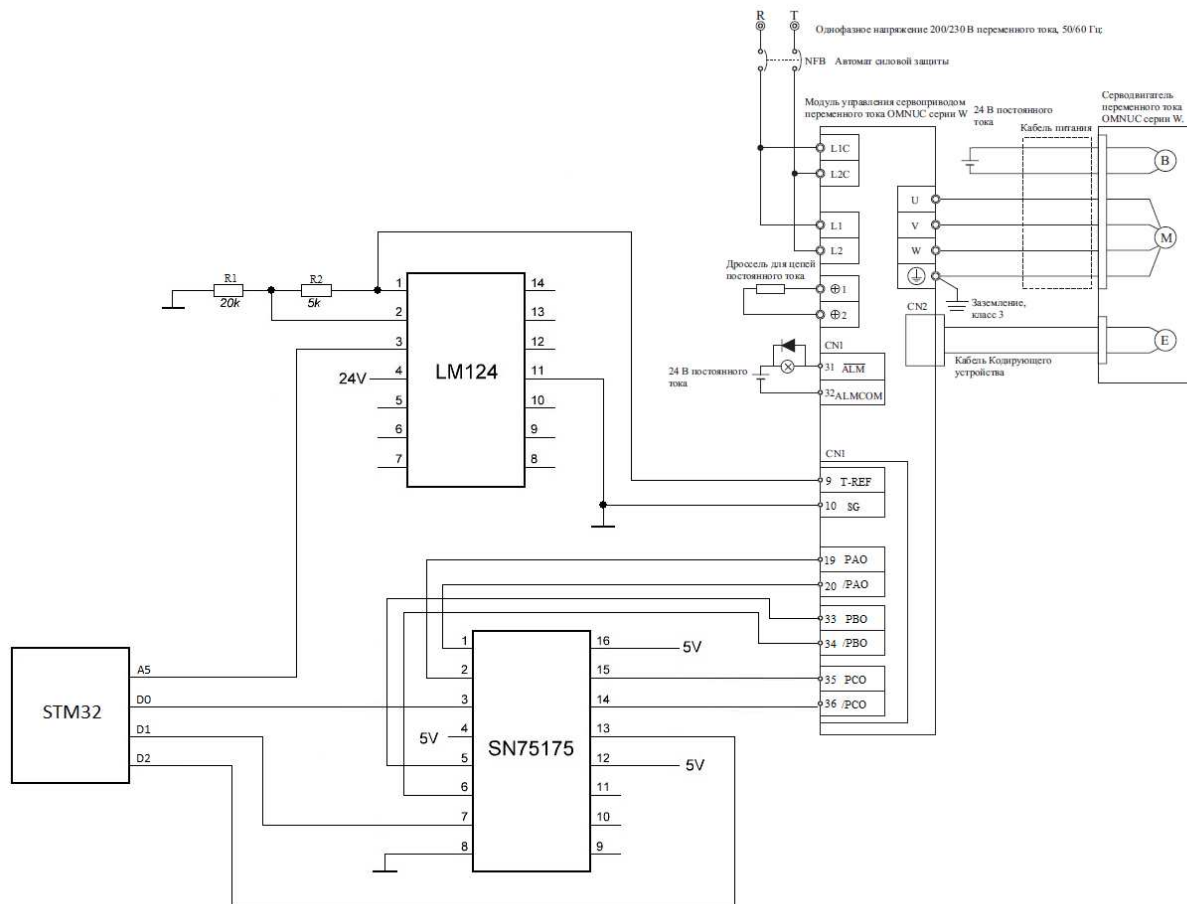 R T
Однофазное напряжение 200/230 В переменного тока, 50/60 Гц;
NFB Автомат силовой защиты
Модуль управления сервоприводом
переменного тока OMNUC серии W
24 В постоянного
тока
Кабель питания
Серводвигатель
переменного тока
OMNUC серии W.
L1C
L2C
L1
L2
Дроссель для цепей
постоянного тока
⊕1
⊕2
U
V
W
B
M
E
CN2
Заземление,
класс 3
Кабель Кодирующего
устройства
CN1
24 В постоянного
тока
31 ALM
32 ALMCOM
CN1
9 T-REF
10 SG
19 PAO
20 /PAO
33 PBO
34 /PBO
35 PCO
36 /PCO
R1
20k
R2
5k
LM124
1
2
3
4
5
6
7
14
13
12
11
10
9
8
24V
STM32
A5
D0
D1
D2
SN75175
1
2
3
4
5
6
7
8
16
15
14
13
12
11
10
9
5V
5V
5V